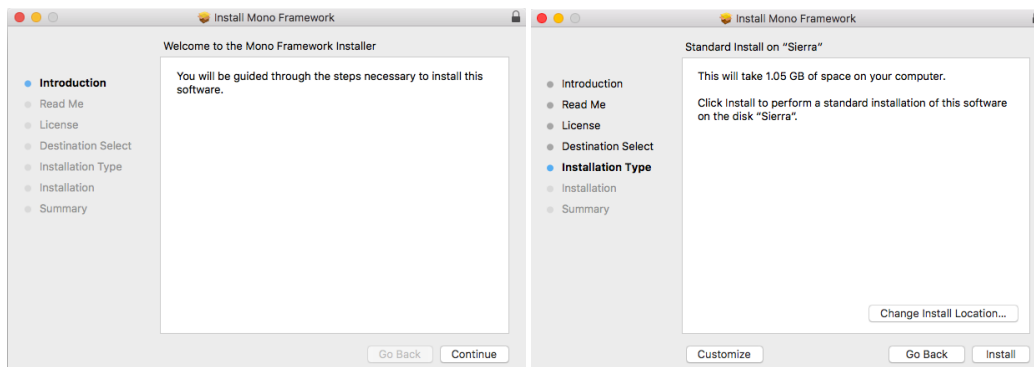 Install Mono Framework
Welcome to the Mono Framework Installer
Introduction
Read Me
License
Destination Select
Installation Type
Installation
Summary
You will be guided through the steps necessary to install this
software.
Go Back
Continue
Install Mono Framework
Standard Install on “Sierra”
Introduction
Read Me
License
Destination Select
Installation Type
Installation
Summary
This will take 1.05 GB of space on your computer.
Click Install to perform a standard installation of this software
on the disk “Sierra”.
Change Install Location...
Customize
Go Back
Install